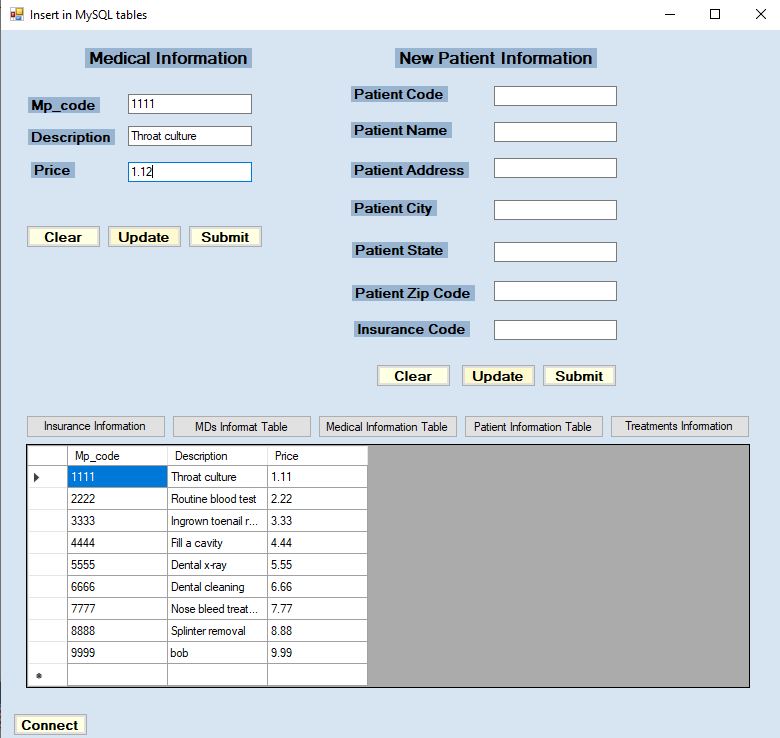 Insert in MySQL tables
Medical Information
New Patient Information
Mp_code 1111
Description Throat culture
Price 1.12
Clear Update Submit
Patient Code
Patient Name
Patient Address
Patient City
Patient State
Patient Zip Code
Insurance Code
Clear Update Submit
Insurance Information MDs Informat Table Medical Information Table Patient Information Table Treatments Information
Mp_code Description Price
1111 Throat culture 1.11
2222 Routine blood test 2.22
3333 Ingrown toenail r... 3.33
4444 Fill a cavity 4.44
5555 Dental x-ray 5.55
6666 Dental cleaning 6.66
7777 Nose bleed treat... 7.77
8888 Splinter removal 8.88
9999 bob 9.99
Connect